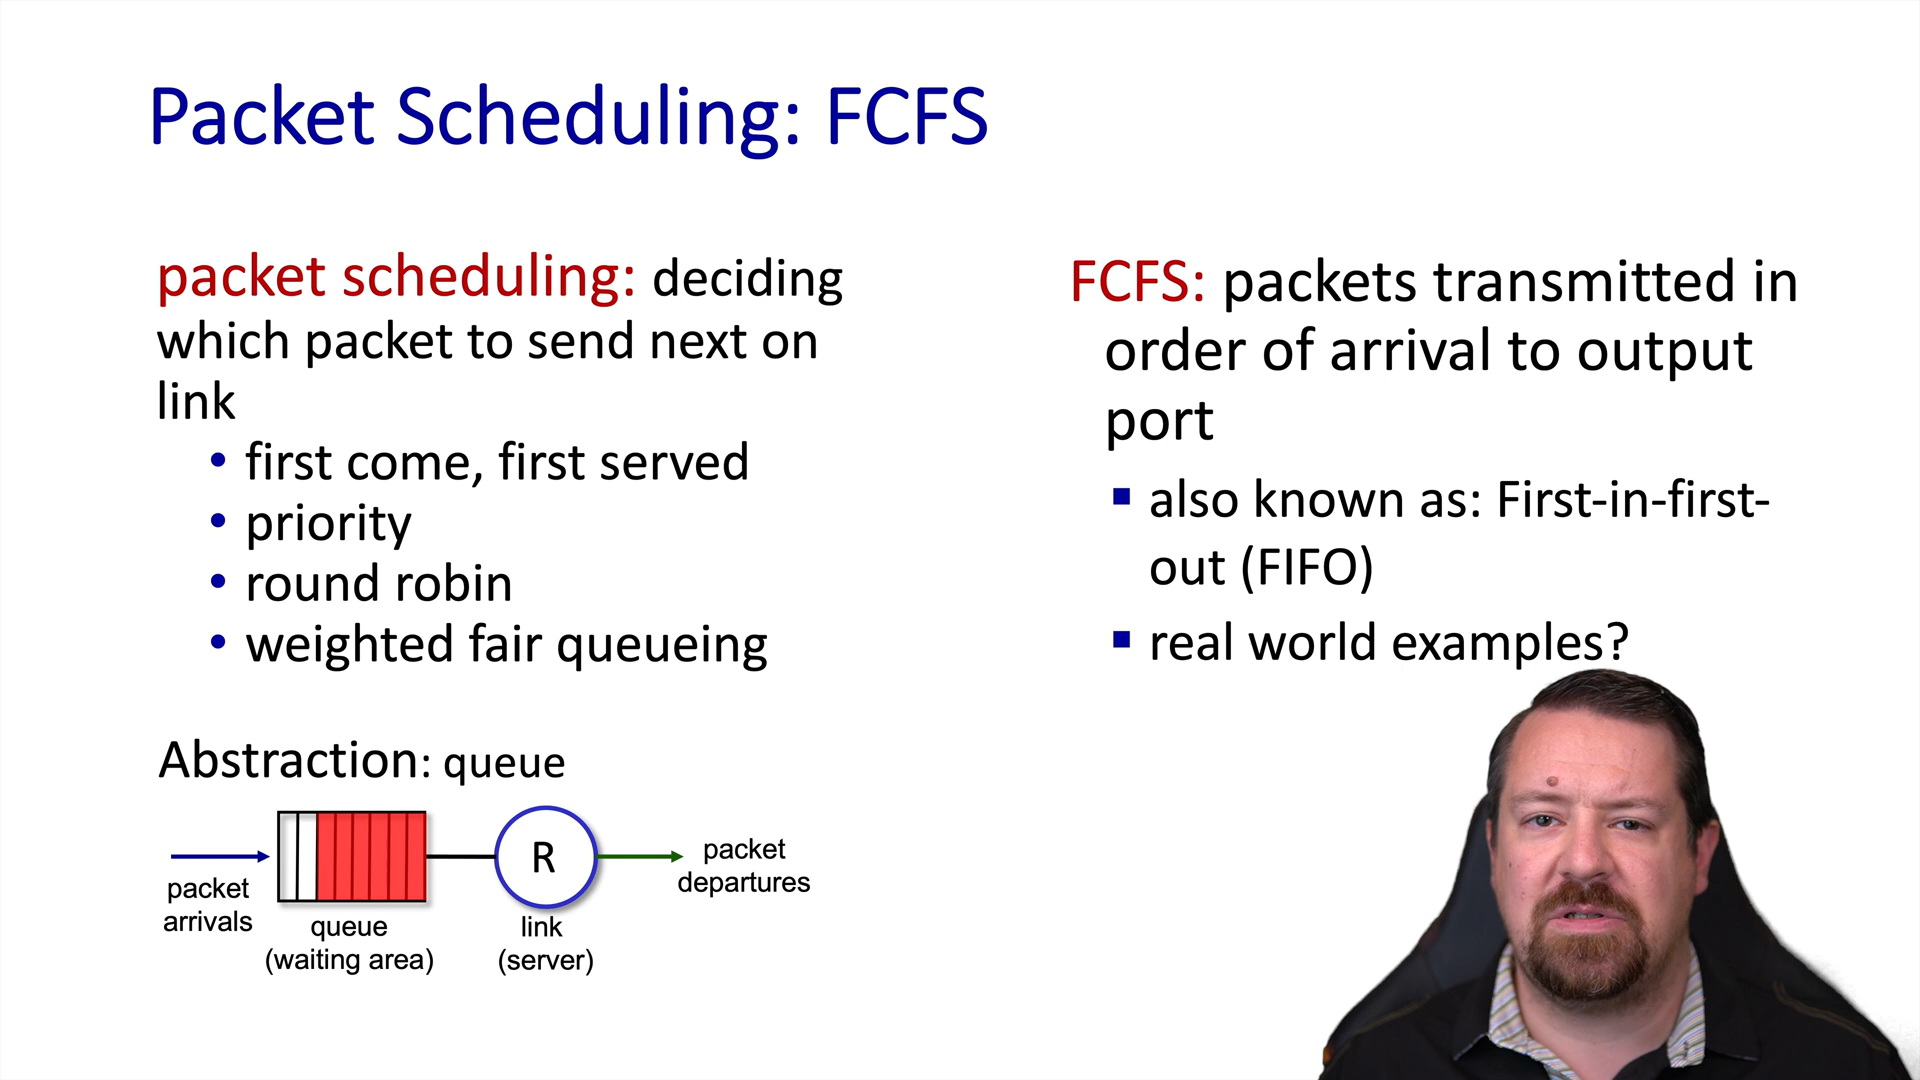 Packet Scheduling: FCFS
packet scheduling: deciding
which packet to send next on
link
• first come, first served
• priority
• round robin
• weighted fair queueing
Abstraction: queue
packet
arrivals
queue
(waiting area)
R
link
(server)
packet
departures
FCFS: packets transmitted in
order of arrival to output
port
▪ also known as: First-in-first-
out (FIFO)
▪ real world examples?